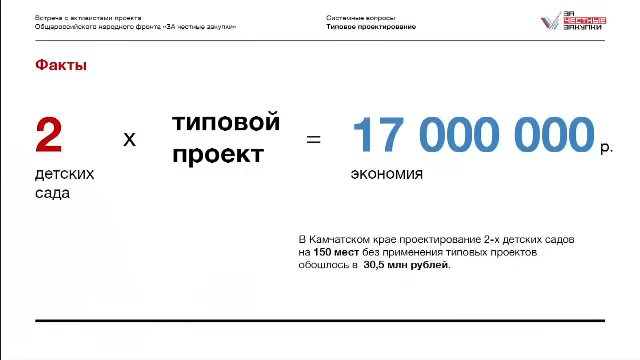 Встреча с активистами проекта
Общероссийского народного фронта «ЗА честные закупки»
Системные вопросы
Типовое проектирование
ЗА
ЧЕСТНЫЕ
ЗАКУПКИ
Факты
2
детских
сада
x
типовой
проект
=
17 000 000 р.
экономия
В Камчатском крае проектирование 2-х детских садов
на 150 мест без применения типовых проектов
обошлось в 30,5 млн рублей.